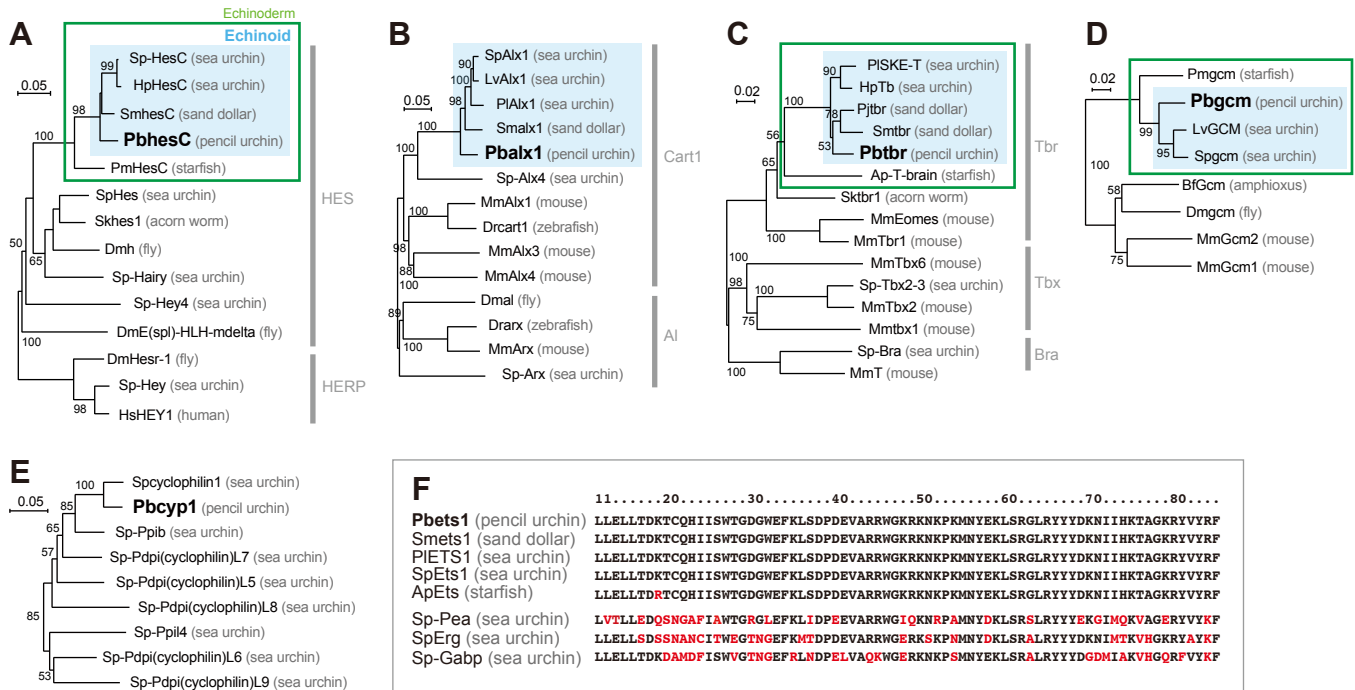 A
Echinoderm
Echinoid
0.05
99
Sp-HesC (sea urchin)
HpHesC (sea urchin)
98
SmhesC (sand dollar)
PbhesC (pencil urchin)
100
PmHesC (starfish)
SpHes (sea urchin)
Skhes1 (acorn worm)
50
Dmh (fly)
65
Sp-Hairy (sea urchin)
Sp-Hey4 (sea urchin)
DmE(spl)-HLH-mdelta (fly)
100
DmHesr-1 (fly)
Sp-Hey (sea urchin)
98
HsHEY1 (human)
HES
HERP
B
0.05
90
SpAlx1 (sea urchin)
100
LvAlx1 (sea urchin)
98
PlAlx1 (sea urchin)
Smalx1 (sand dollar)
100
Pbalx1 (pencil urchin)
Sp-Alx4 (sea urchin)
MmAlx1 (mouse)
100
Drcart1 (zebrafish)
98
MmAlx3 (mouse)
88
MmAlx4 (mouse)
Dmal (fly)
89
Drarx (zebrafish)
100
MmArx (mouse)
Sp-Arx (sea urchin)
Cart1
Al
C
0.02
90
PlSKE-T (sea urchin)
HpTb (sea urchin)
100
Pjtbr (sand dollar)
78
Smtbr (sand dollar)
56
53
Pbtbr (pencil urchin)
65
Ap-T-brain (starfish)
Sktbr1 (acorn worm)
MmEomes (mouse)
100
MmTbr1 (mouse)
100
MmTbx6 (mouse)
98
Sp-Tbx2-3 (sea urchin)
MmTbx2 (mouse)
75
Mmtbx1 (mouse)
Sp-Bra (sea urchin)
100
MmT (mouse)
Tbr
Tbx
Bra
D
0.02
Pmgcm (starfish)
Pbgcm (pencil urchin)
99
LvGCM (sea urchin)
95
Spgcm (sea urchin)
100
58
BfGcm (amphioxus)
Dmgcm (fly)
MmGcm2 (mouse)
75
MmGcm1 (mouse)
E
0.05
100
Spcyclophilin1 (sea urchin)
85
Pbcyp1 (pencil urchin)
65
Sp-Ppib (sea urchin)
57
Sp-Pdpi(cyclophilin)L7 (sea urchin)
Sp-Pdpi(cyclophilin)L5 (sea urchin)
85
Sp-Pdpi(cyclophilin)L8 (sea urchin)
Sp-Ppil4 (sea urchin)
Sp-Pdpi(cyclophilin)L6 (sea urchin)
53
Sp-Pdpi(cyclophilin)L9 (sea urchin)
F
11......20........30........40........50........60........70........80....
Pbets1 (pencil urchin) LLELLTDKTCQHIISWTGDGWEFKLSDPDEVARRWGKRKNKPKMNYEKLSRGLRYYYDKNIIHKTAGKRYVYRF
Smets1 (sand dollar) LLELLTDKTCQHIISWTGDGWEFKLSDPDEVARRWGKRKNKPKMNYEKLSRGLRYYYDKNIIHKTAGKRYVYRF
PlETS1 (sea urchin) LLELLTDKTCQHIISWTGDGWEFKLSDPDEVARRWGKRKNKPKMNYEKLSRGLRYYYDKNIIHKTAGKRYVYRF
SpEts1 (sea urchin) LLELLTDKTCQHIISWTGDGWEFKLSDPDEVARRWGKRKNKPKMNYEKLSRGLRYYYDKNIIHKTAGKRYVYRF
ApEts (starfish) LLELLTDRTCQHIISWTGDGWEFKLSDPDEVARRWGKRKNKPKMNYEKLSRGLRYYYDKNIIHKTAGKRYVYRF
Sp-Pea (sea urchin) LVTLLEDQSNGAFIAWTGRGLEFKLIDPEEVARRWGIQKNRPAMNYDKLSRSLRYYYEKGIMQKVAGERYVYKF
SpErg (sea urchin) LLELLSDSSNANCITWEGTNGEFKMTDPDEVARRWGERKSKPNMNYDKLSRALRYYYDKNIMTKVHGKRYAYKF
Sp-Gabp (sea urchin) LLELLTDKDAMDFISWVGTNGEFRLNDPELVAQKWGERKNKPSMNYEKLSRALRYYYDGDMIAKVHGQRFVYKF